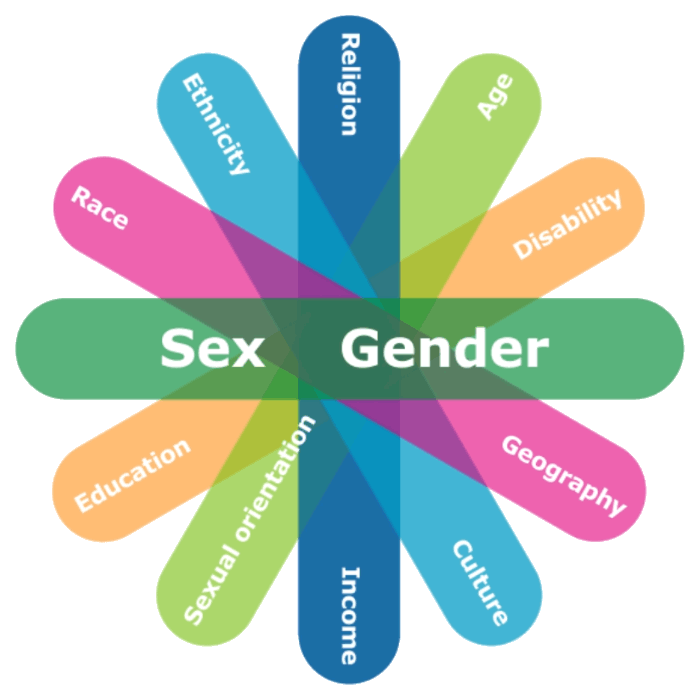 Religion
Ethnicity
Age
Race
Disability
Sex Gender
Education
Sexual orientation
Geography
Income
Culture